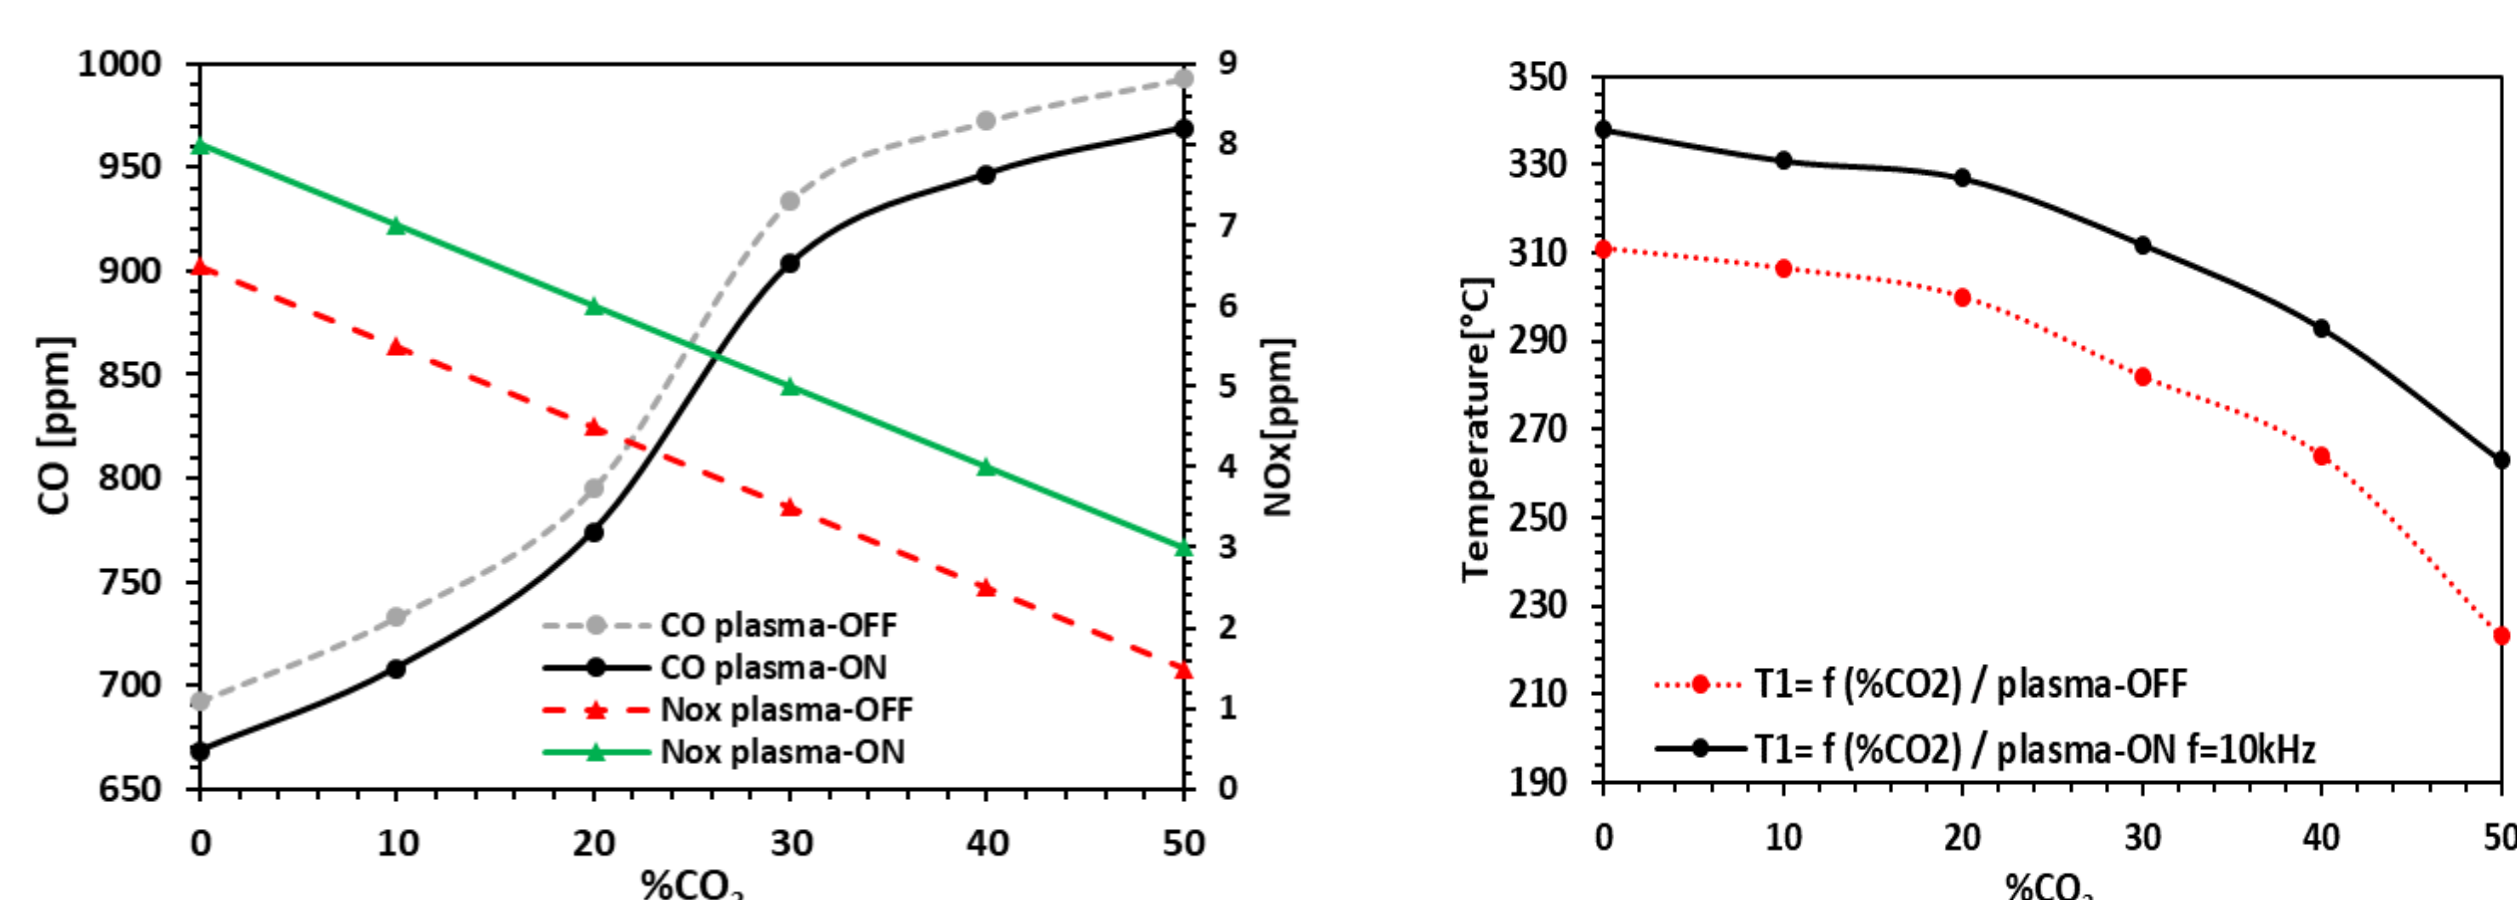 1000
950
900
850
800
750
700
650
CO [ppm]
9
8
7
6
5
4
3
2
1
0
NOx[ppm]
CO plasma-OFF
CO plasma-ON
Nox plasma-OFF
Nox plasma-ON
0 10 20 30 40 50
%CO₂
350
330
310
290
270
250
230
210
190
Temperature[°C]
T1= f (%CO2) / plasma-OFF
T1= f (%CO2) / plasma-ON f=10kHz
0 10 20 30 40 50
%CO₂